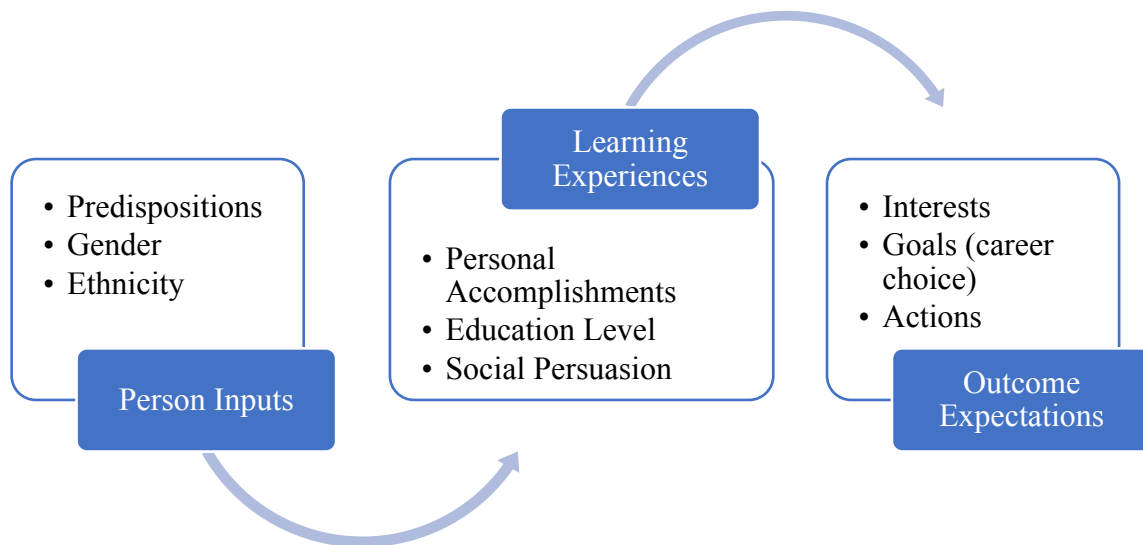 • Predispositions
• Gender
• Ethnicity
Person Inputs
Learning
Experiences
• Personal
Accomplishments
• Education Level
• Social Persuasion
• Interests
• Goals (career
choice)
• Actions
Outcome
Expectations